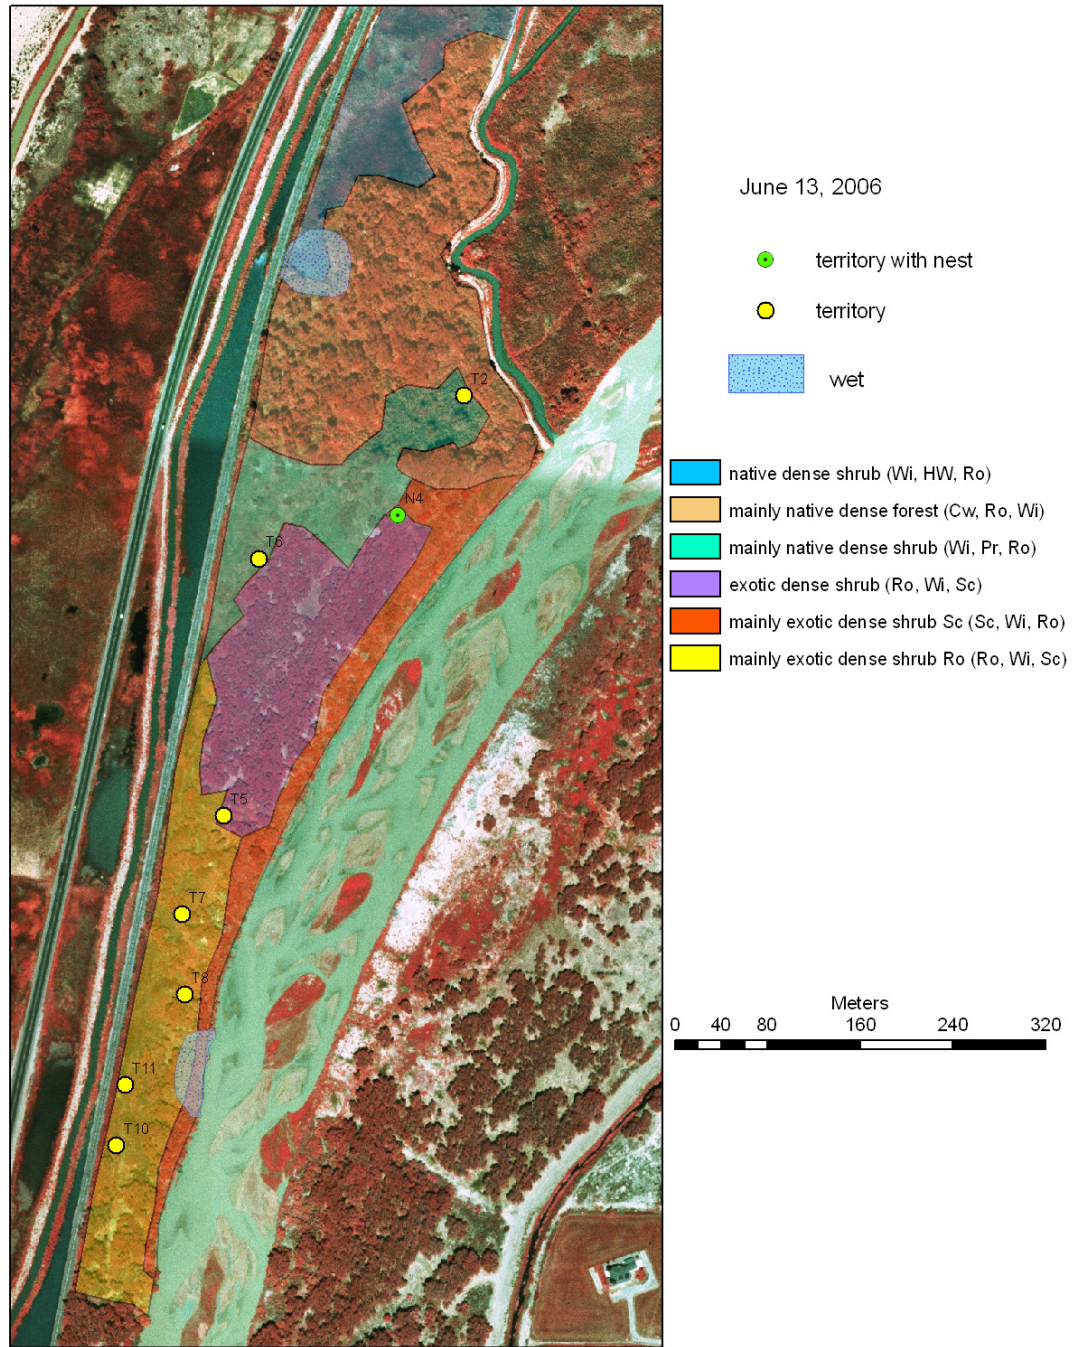 June 13, 2006
territory with nest
territory
wet
native dense shrub (Wi, HW, Ro)
mainly native dense forest (Cw, Ro, Wi)
mainly native dense shrub (Wi, Pr, Ro)
exotic dense shrub (Ro, Wi, Sc)
mainly exotic dense shrub Sc (Sc, Wi, Ro)
mainly exotic dense shrub Ro (Ro, Wi, Sc)
T2
N4
T6
T5
T7
T8
T11
T10
Meters
0 40 80 160 240 320